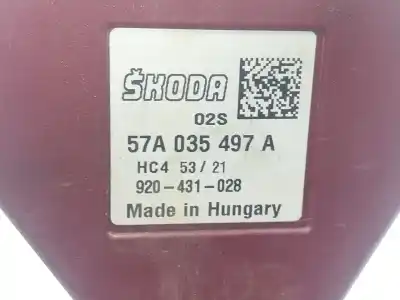 ŠKODA
02S
57A 035 497 A
HC4 53/21
920-431-028
Made in Hungary